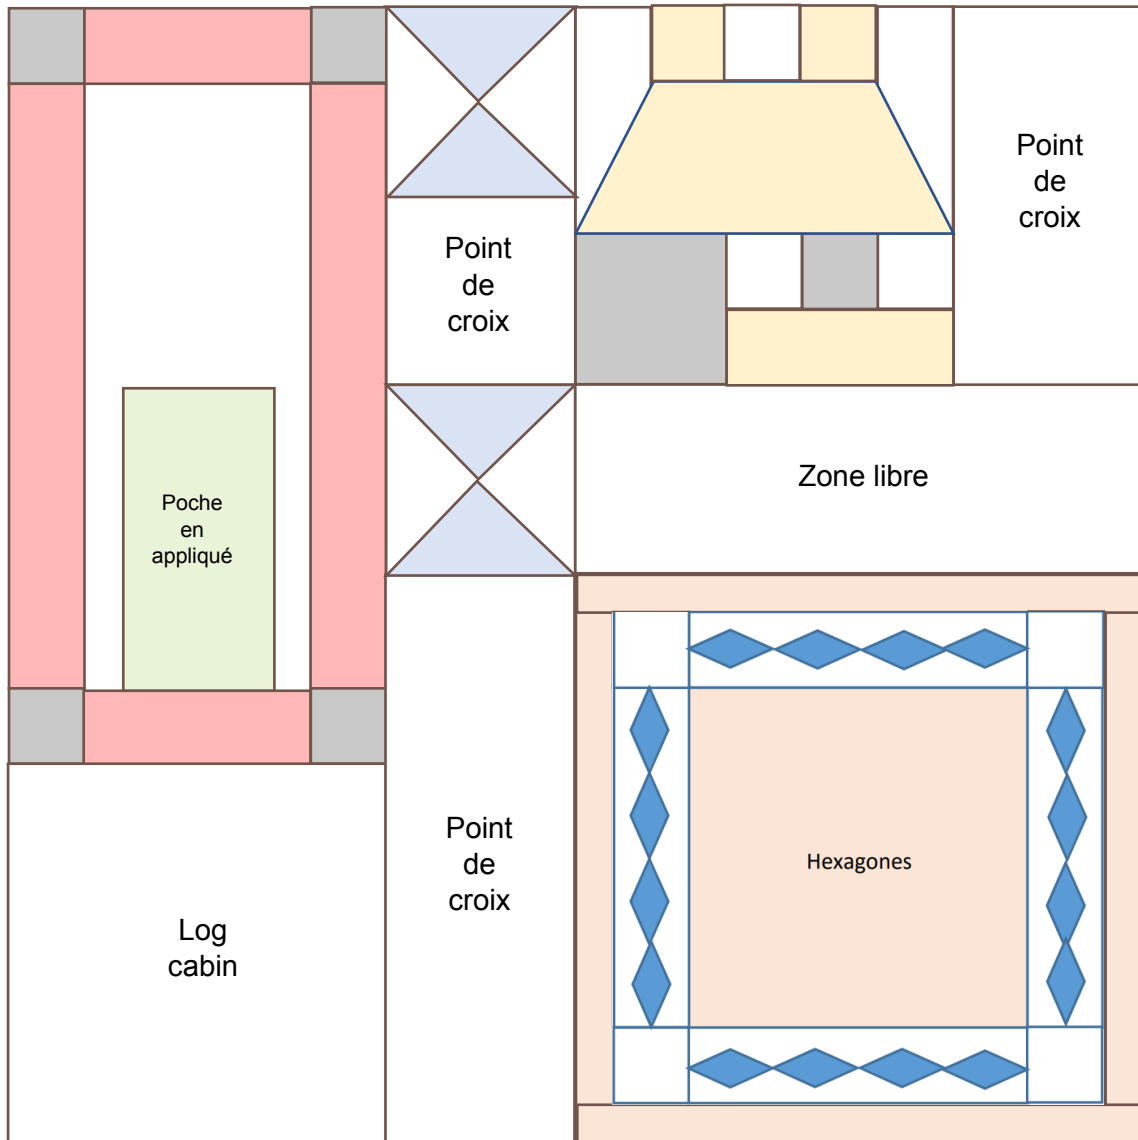 Point
de
croix
Point
de
croix
Poche
en
appliqué
Zone libre
Point
de
croix
Hexagones
Log
cabin